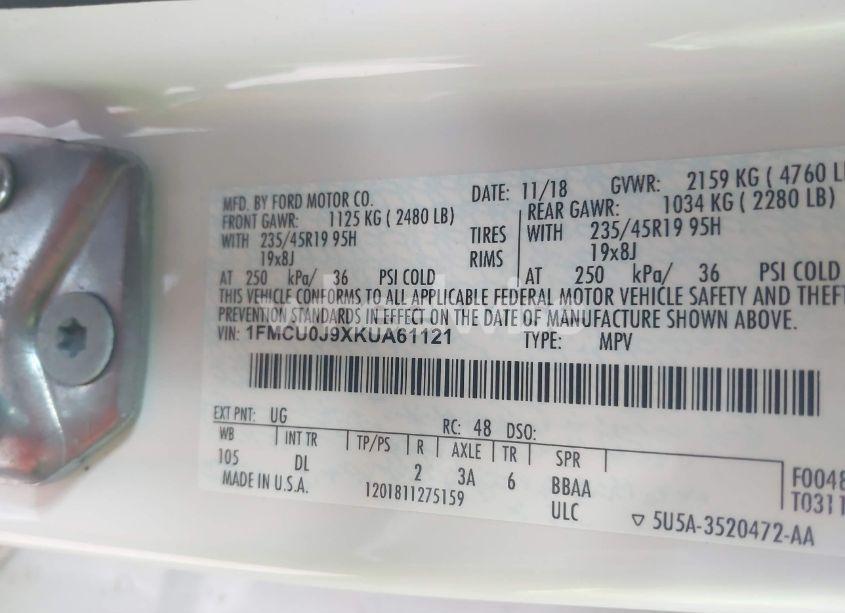 MFD. BY FORD MOTOR CO. DATE: 11/18 GVWR: 2159 KG ( 4760 L
FRONT GAWR: 1125 KG ( 2480 LB) REAR GAWR: 1034 KG ( 2280 LB)
WITH 235/45R19 95H TIRES WITH 235/45R19 95H
19x8J RIMS 19x8J
AT 250 kPa/ 36 PSI COLD AT 250 kPa/ 36 PSI COLD
THIS VEHICLE CONFORMS TO ALL APPLICABLE FEDERAL MOTOR VEHICLE SAFETY AND THEFT
PREVENTION STANDARDS IN EFFECT ON THE DATE OF MANUFACTURE SHOWN ABOVE.
VIN: 1FMCU0J9XKUA61121 TYPE: MPV
EXT PNT: UG RC: 48 DSO:
WB INT TR TP/PS R AXLE TR SPR
105 DL 2 3A 6 BBAA F0048
MADE IN U.S.A. 1201811275159 ULC T0311
5U5A-3520472-AA